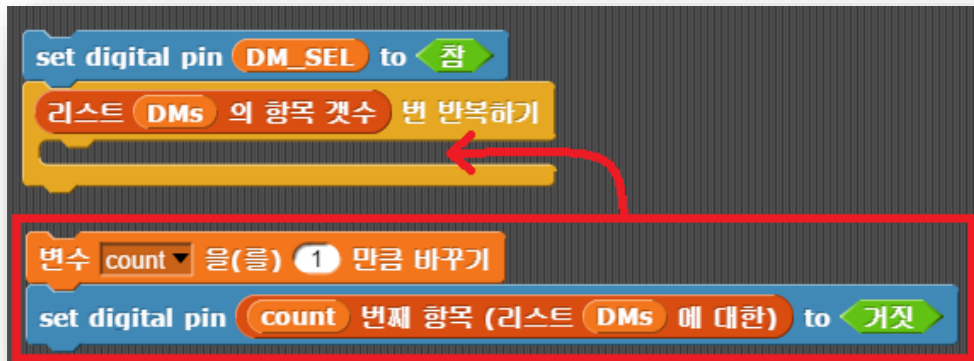 set digital pin DM_SEL to 참
리스트 DMs 의 항목 갯수 번 반복하기
변수 count 을(를) 1 만큼 바꾸기
set digital pin count 번째 항목 (리스트 DMs 에 대한) to 거짓